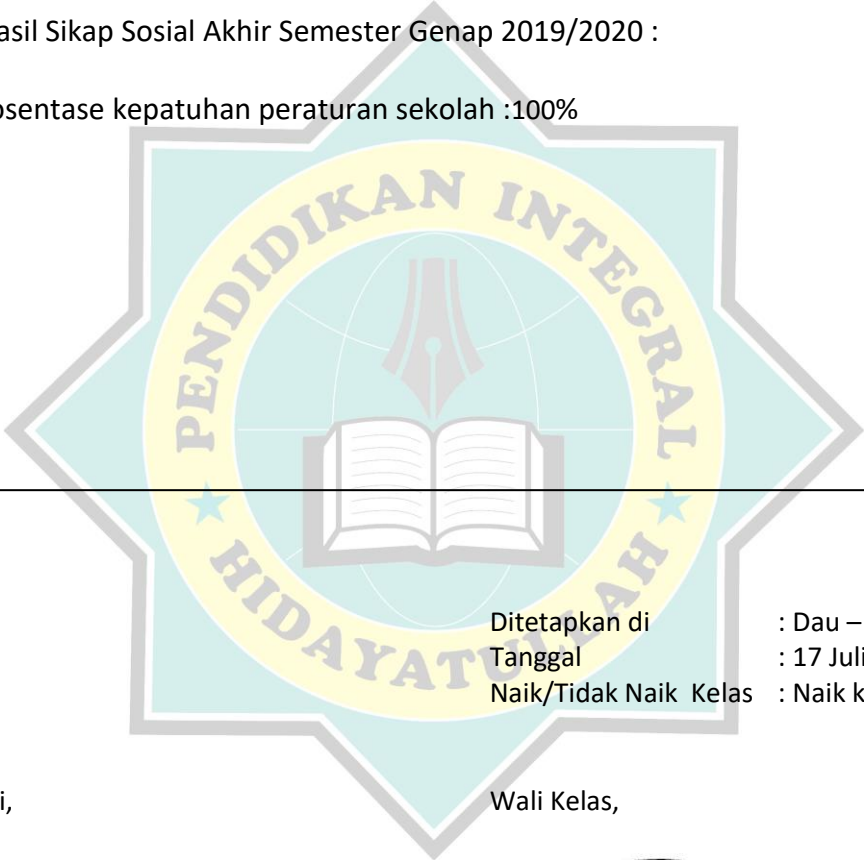 asil Sikap Sosial Akhir Semester Genap 2019/2020 :
osentase kepatuhan peraturan sekolah :100%
PENDIDIKAN INTEGRAL
HIDAYATULLAH
Ditetapkan di : Dau –
Tanggal : 17 Juli
Naik/Tidak Naik Kelas : Naik k
i, Wali Kelas,